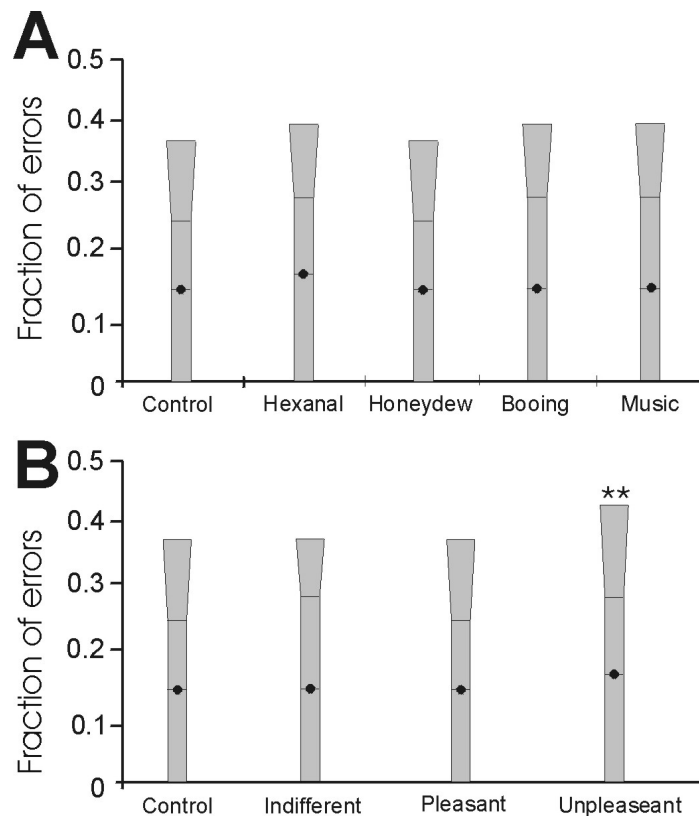 A
Fraction of errors
0.5
0.4
0.3
0.2
0.1
0
Control Hexanal Honeydew Booing Music
B
Fraction of errors
0.5
0.4
0.3
0.2
0.1
0
**
Control Indifferent Pleasant Unpleaseant